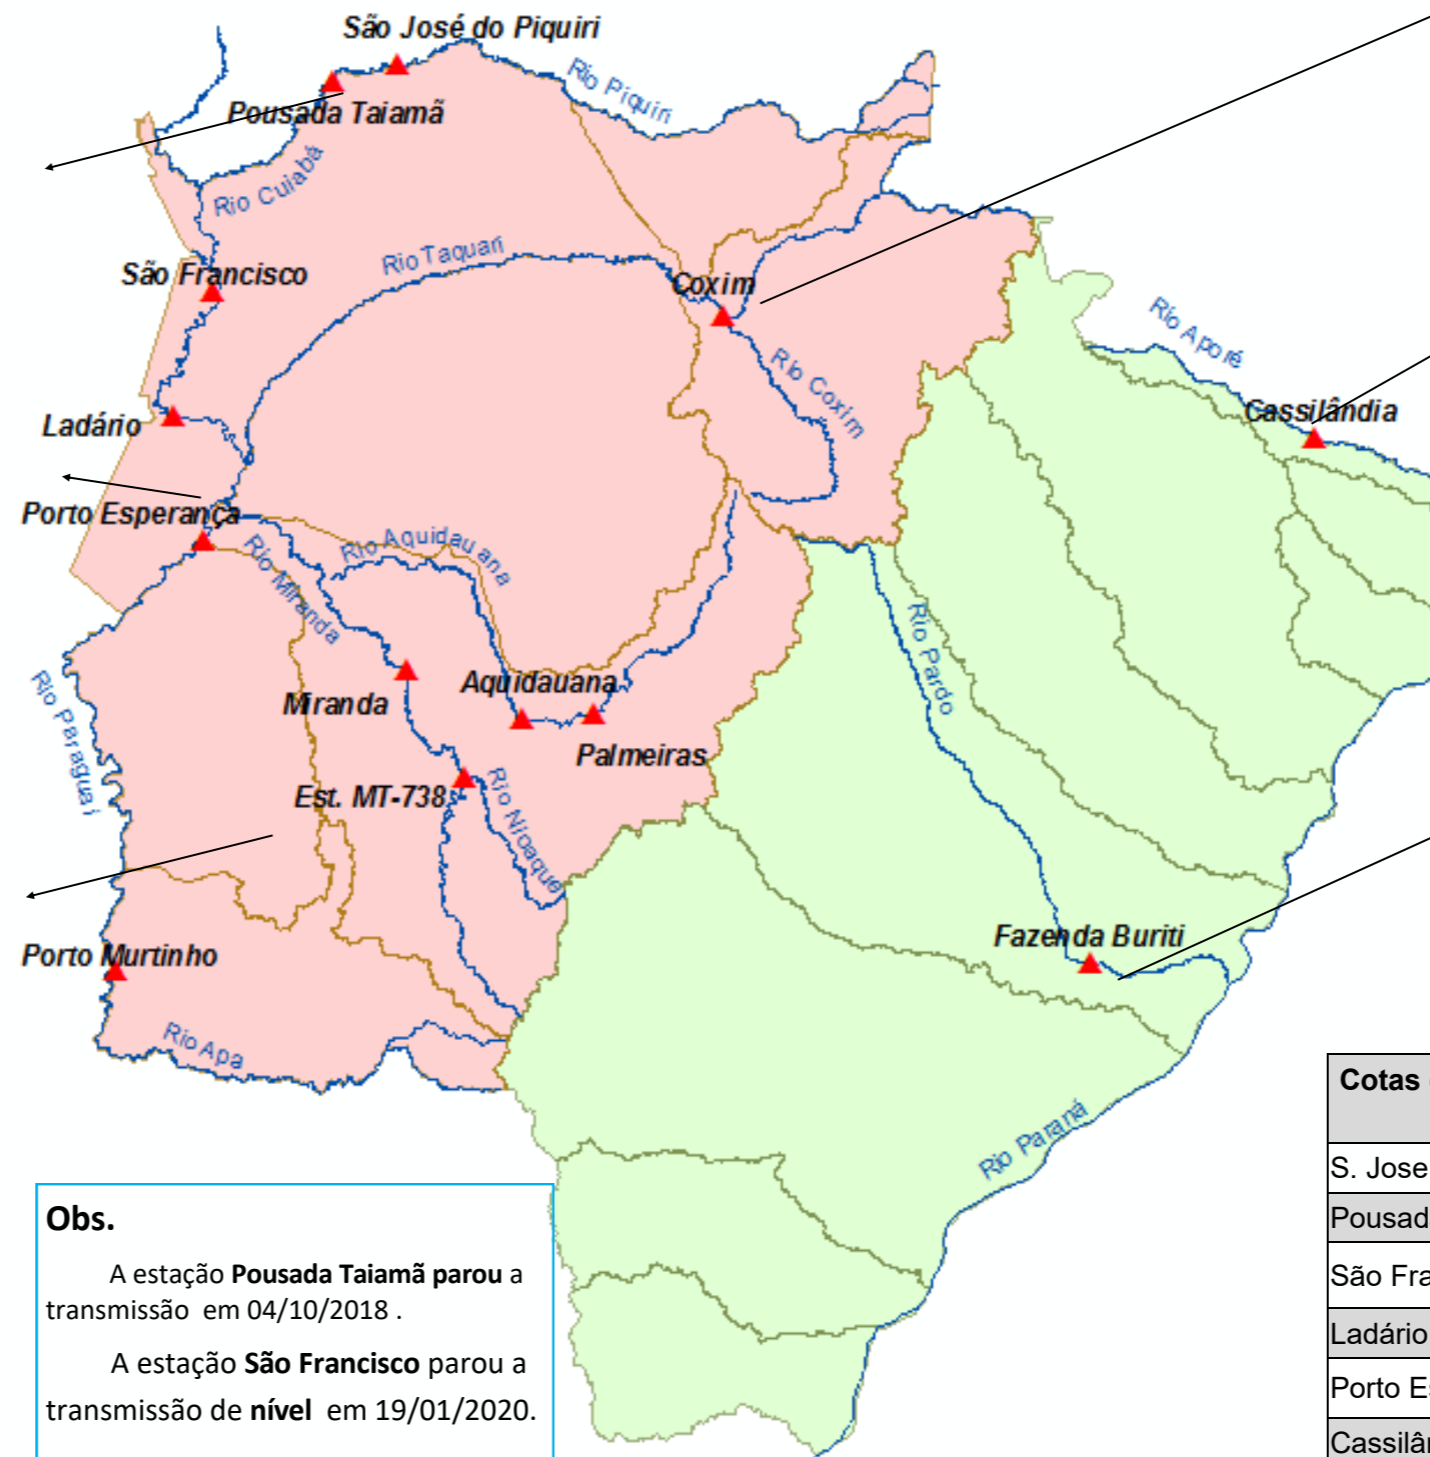 São José do Piquiri
Rio Piquiri
Pousada Taiamã
Rio Cuiabá
Rio Taquari
São Francisco
Coxim
Rio Aporé
Rio Coxim
Cassilândia
Ladário
Porto Esperança
Rio Aquidauana
Rio Miranda
Rio Pardo
Rio Paraguai
Aquidauana
Miranda
Palmeiras
Est. MT-738
Rio Nioaque
Fazenda Buriti
Porto Murtinho
Rio Apa
Rio Paraná
Obs.
A estação Pousada Taiamã parou a
transmissão em 04/10/2018 .
A estação São Francisco parou a
transmissão de nível em 19/01/2020.
Cotas
S. Jose
Pousad
São Fra
Ladário
Porto Es
Cassilân